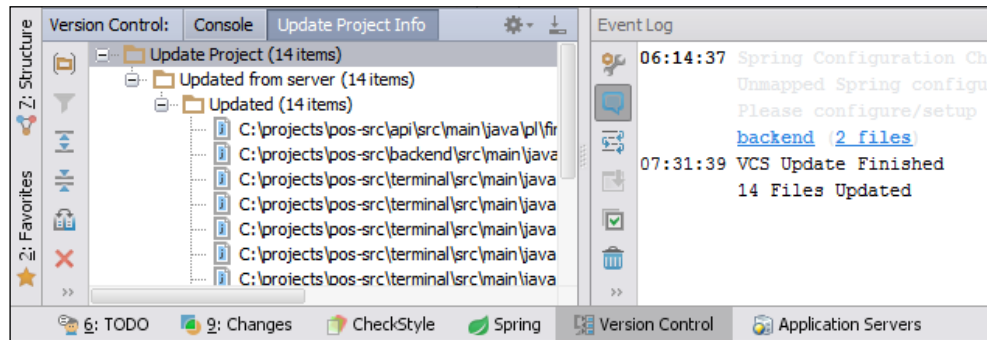 Z: Structure
2: Favorites
Version Control:
Console
Update Project Info
Update Project (14 items)
Updated from server (14 items)
Updated (14 items)
C:\projects\pos-src\api\src\main\java\pl\fir
C:\projects\pos-src\backend\src\main\java
C:\projects\pos-src\terminal\src\main\java
C:\projects\pos-src\terminal\src\main\java
C:\projects\pos-src\terminal\src\main\java
C:\projects\pos-src\terminal\src\main\java
C:\projects\pos-src\terminal\src\main\java
Event Log
06:14:37 Spring Configuration Ch
Unmapped Spring configu
Please configure/setup
backend (2 files)
07:31:39 VCS Update Finished
14 Files Updated
6: TODO
9: Changes
CheckStyle
Spring
Version Control
Application Servers